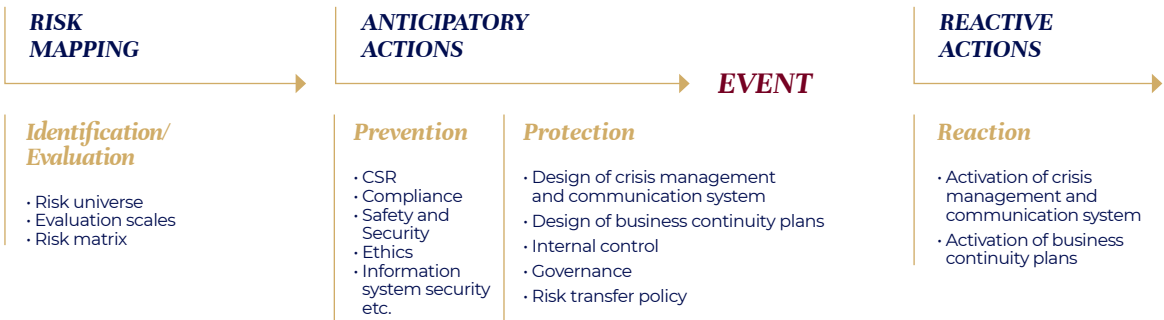 RISK
MAPPING
Identification/
Evaluation
· Risk universe
· Evaluation scales
· Risk matrix
ANTICIPATORY
ACTIONS
Prevention
· CSR
· Compliance
· Safety and
Security
· Ethics
· Information
system security
etc.
Protection
· Design of crisis management
and communication system
· Design of business continuity plans
· Internal control
· Governance
· Risk transfer policy
EVENT
REACTIVE
ACTIONS
Reaction
· Activation of crisis
management and
communication system
· Activation of business
continuity plans